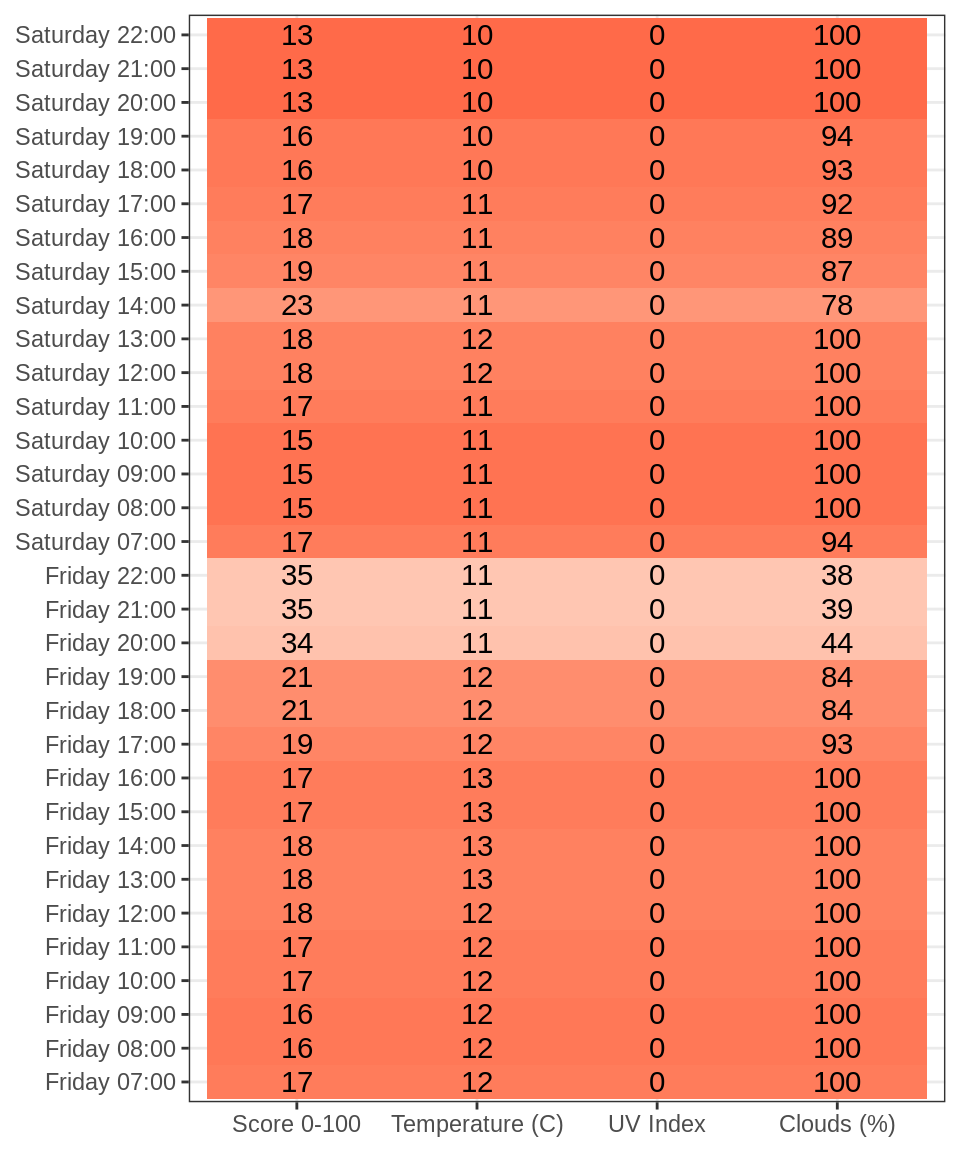 Saturday 22:00 13 10 0 100
Saturday 21:00 13 10 0 100
Saturday 20:00 13 10 0 100
Saturday 19:00 16 10 0 94
Saturday 18:00 16 10 0 93
Saturday 17:00 17 11 0 92
Saturday 16:00 18 11 0 89
Saturday 15:00 19 11 0 87
Saturday 14:00 23 11 0 78
Saturday 13:00 18 12 0 100
Saturday 12:00 18 12 0 100
Saturday 11:00 17 11 0 100
Saturday 10:00 15 11 0 100
Saturday 09:00 15 11 0 100
Saturday 08:00 15 11 0 100
Saturday 07:00 17 11 0 94
Friday 22:00 35 11 0 38
Friday 21:00 35 11 0 39
Friday 20:00 34 11 0 44
Friday 19:00 21 12 0 84
Friday 18:00 21 12 0 84
Friday 17:00 19 12 0 93
Friday 16:00 17 13 0 100
Friday 15:00 17 13 0 100
Friday 14:00 18 13 0 100
Friday 13:00 18 13 0 100
Friday 12:00 18 12 0 100
Friday 11:00 17 12 0 100
Friday 10:00 17 12 0 100
Friday 09:00 16 12 0 100
Friday 08:00 16 12 0 100
Friday 07:00 17 12 0 100
Score 0-100 Temperature (C) UV Index Clouds (%)